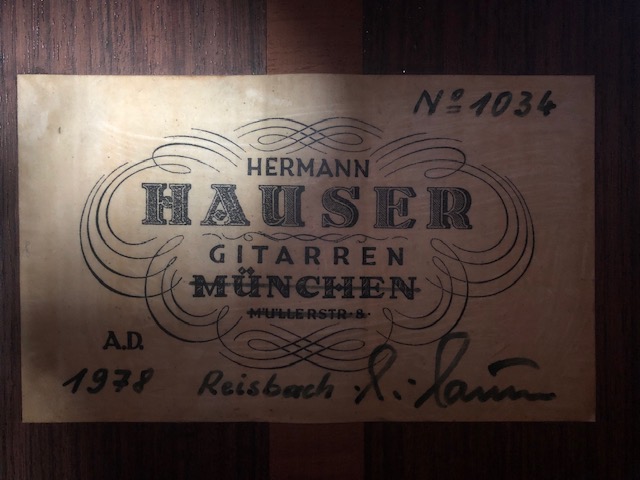 Nº 1034
HERMANN
HAUSER
GITARREN
MÜNCHEN
MÜLLERSTR·8·
A.D.
1978 Reisbach